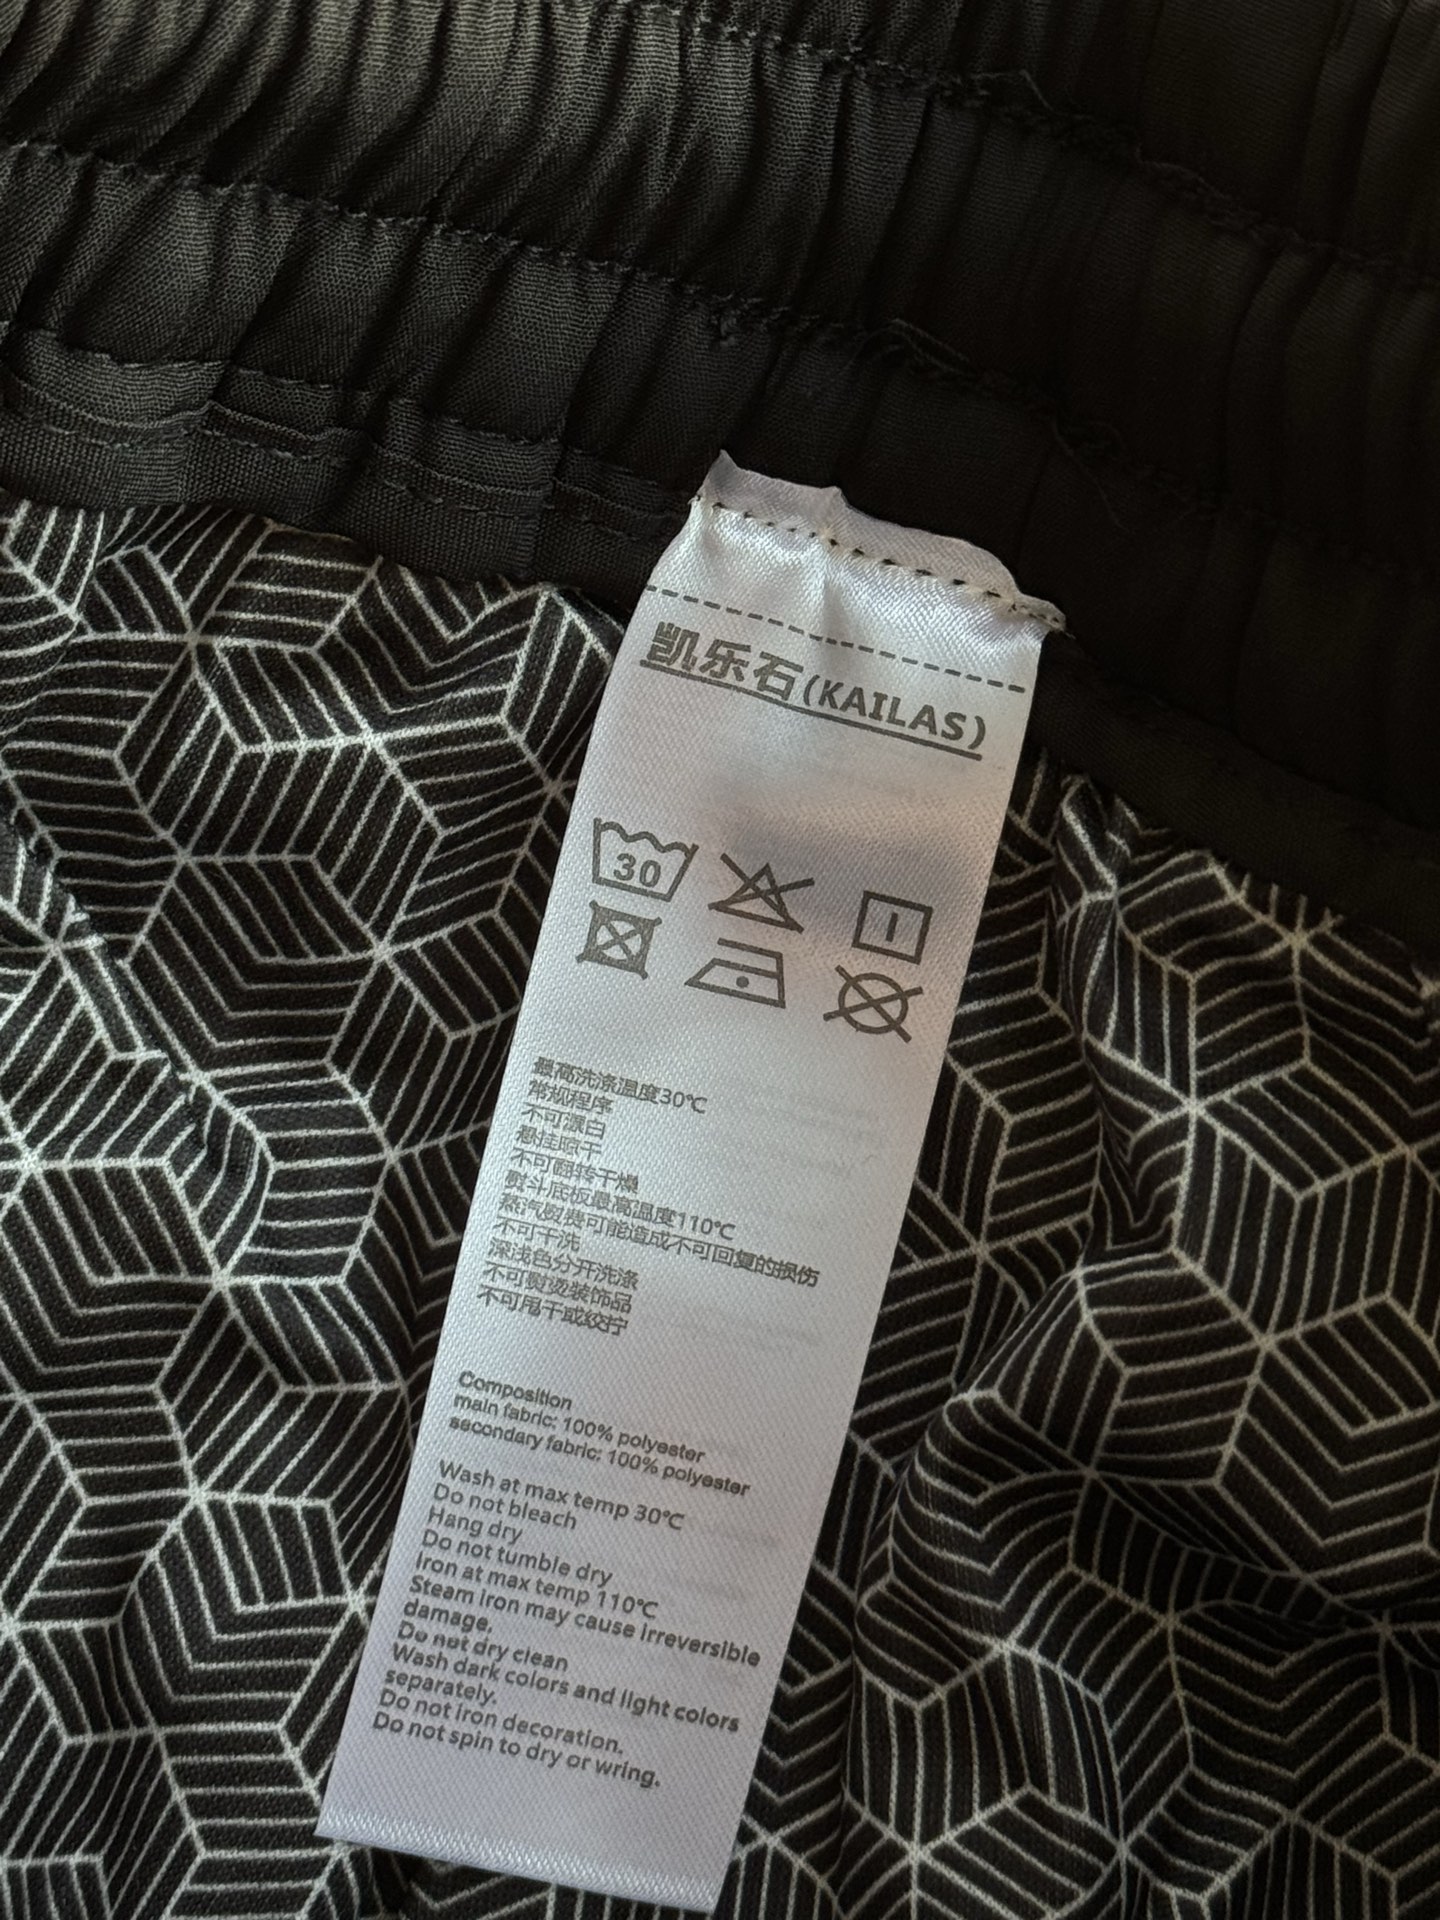 凯乐石(KAILAS)
30
最高洗涤温度30℃
常规程序
不可漂白
悬挂晾干
不可翻转干燥
熨斗底板最高温度110℃
蒸汽熨烫可能造成不可回复的损伤
不可干洗
深浅色分开洗涤
不可熨烫装饰品
不可甩干或绞拧
Composition
main fabric: 100% polyester
secondary fabric: 100% polyester
Wash at max temp 30℃
Do not bleach
Hang dry
Do not tumble dry
Iron at max temp 110℃
Steam iron may cause irreversible
damage.
Do not dry clean
Wash dark colors and light colors
separately.
Do not iron decoration.
Do not spin to dry or wring.